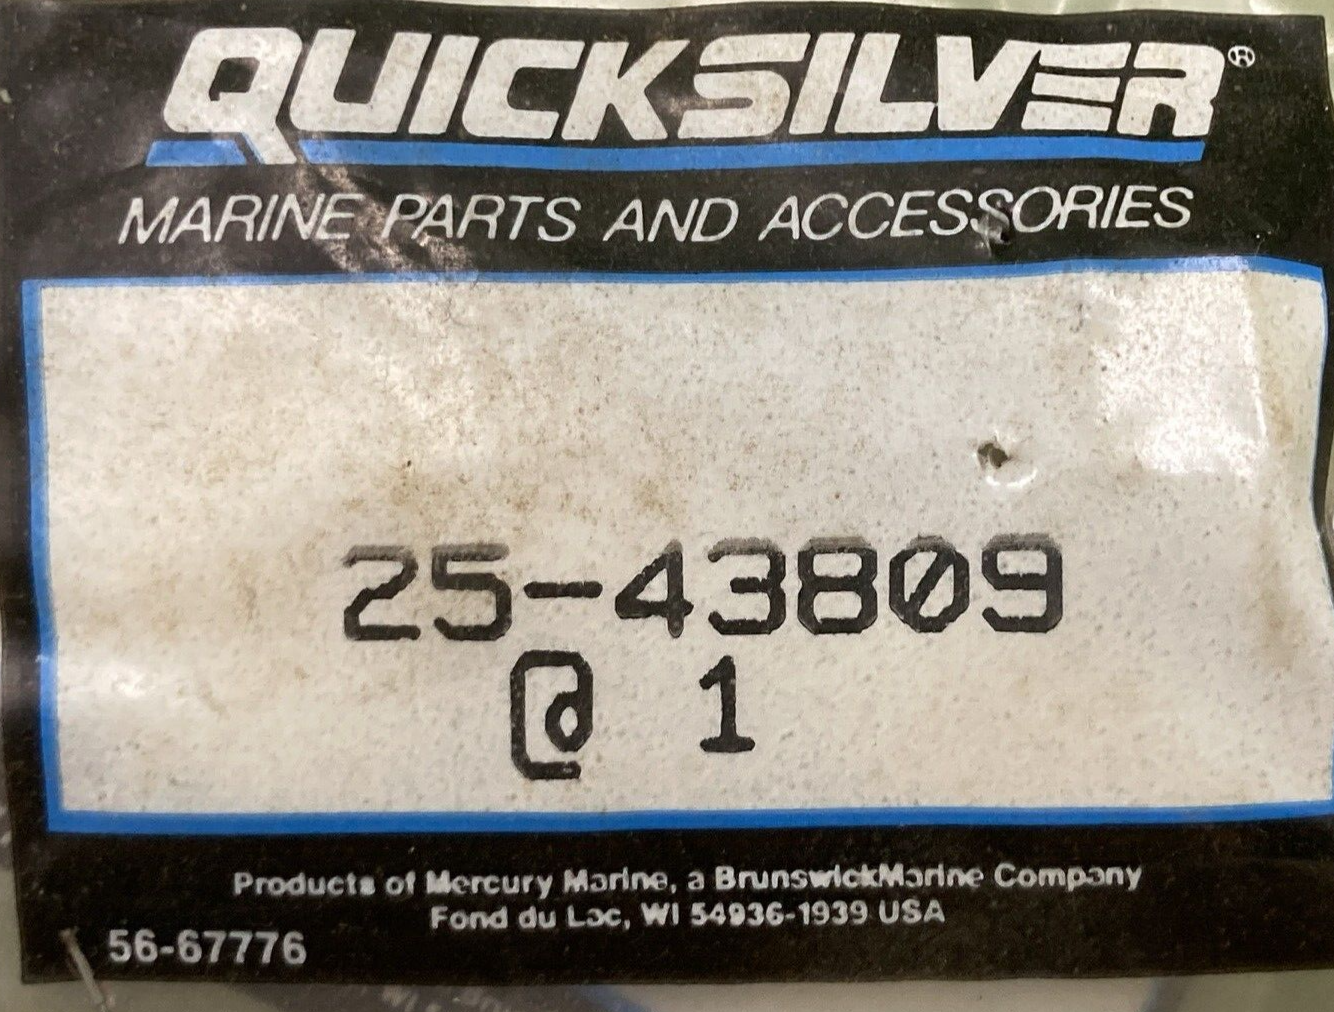 QUICKSILVER®
MARINE PARTS AND ACCESSORIES
25-43809
@ 1
Products of Mercury Marine, a BrunswickMarine Company
Fond du Lac, WI 54936-1939 USA
56-67776